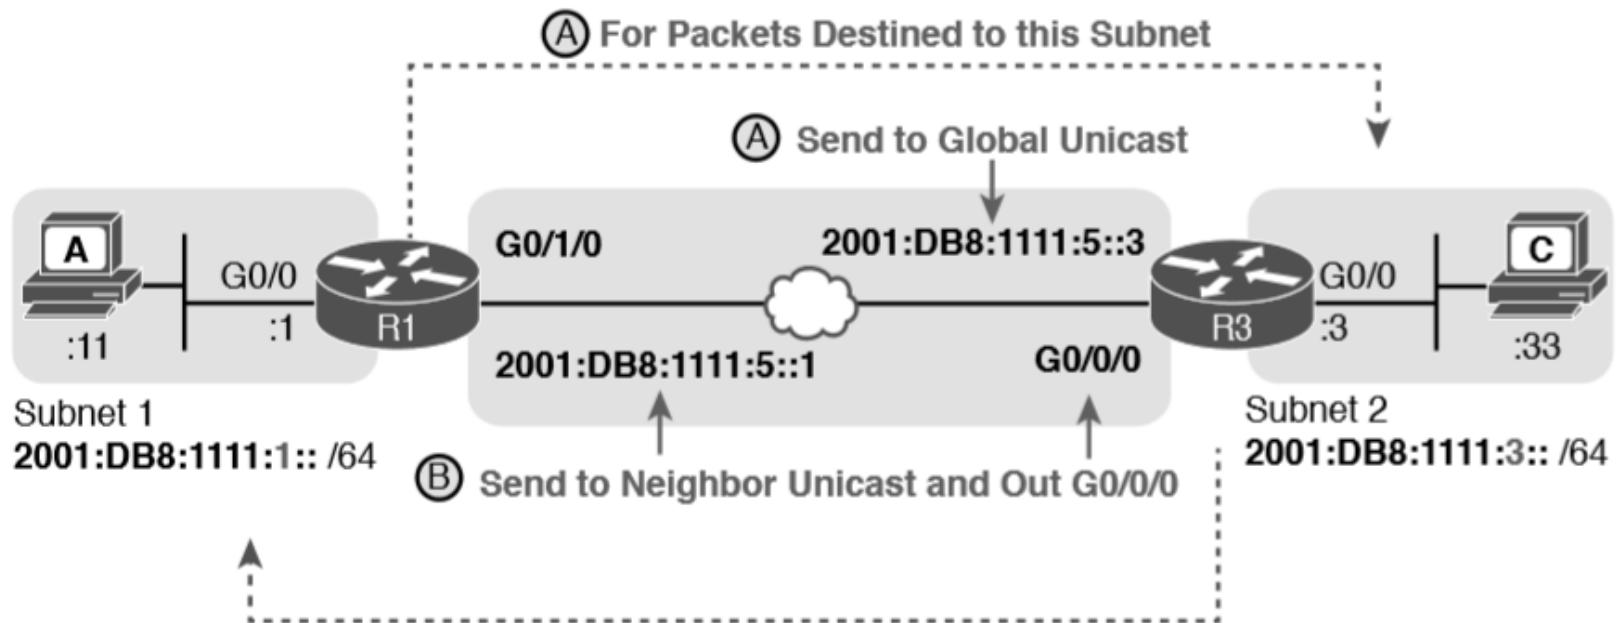 A For Packets Destined to this Subnet
A Send to Global Unicast
G0/1/0
2001:DB8:1111:5::3
A
G0/0
:1
:11
R1
R3
G0/0
:3
C
:33
2001:DB8:1111:5::1
G0/0/0
Subnet 1
2001:DB8:1111:1:: /64
Subnet 2
2001:DB8:1111:3:: /64
B Send to Neighbor Unicast and Out G0/0/0